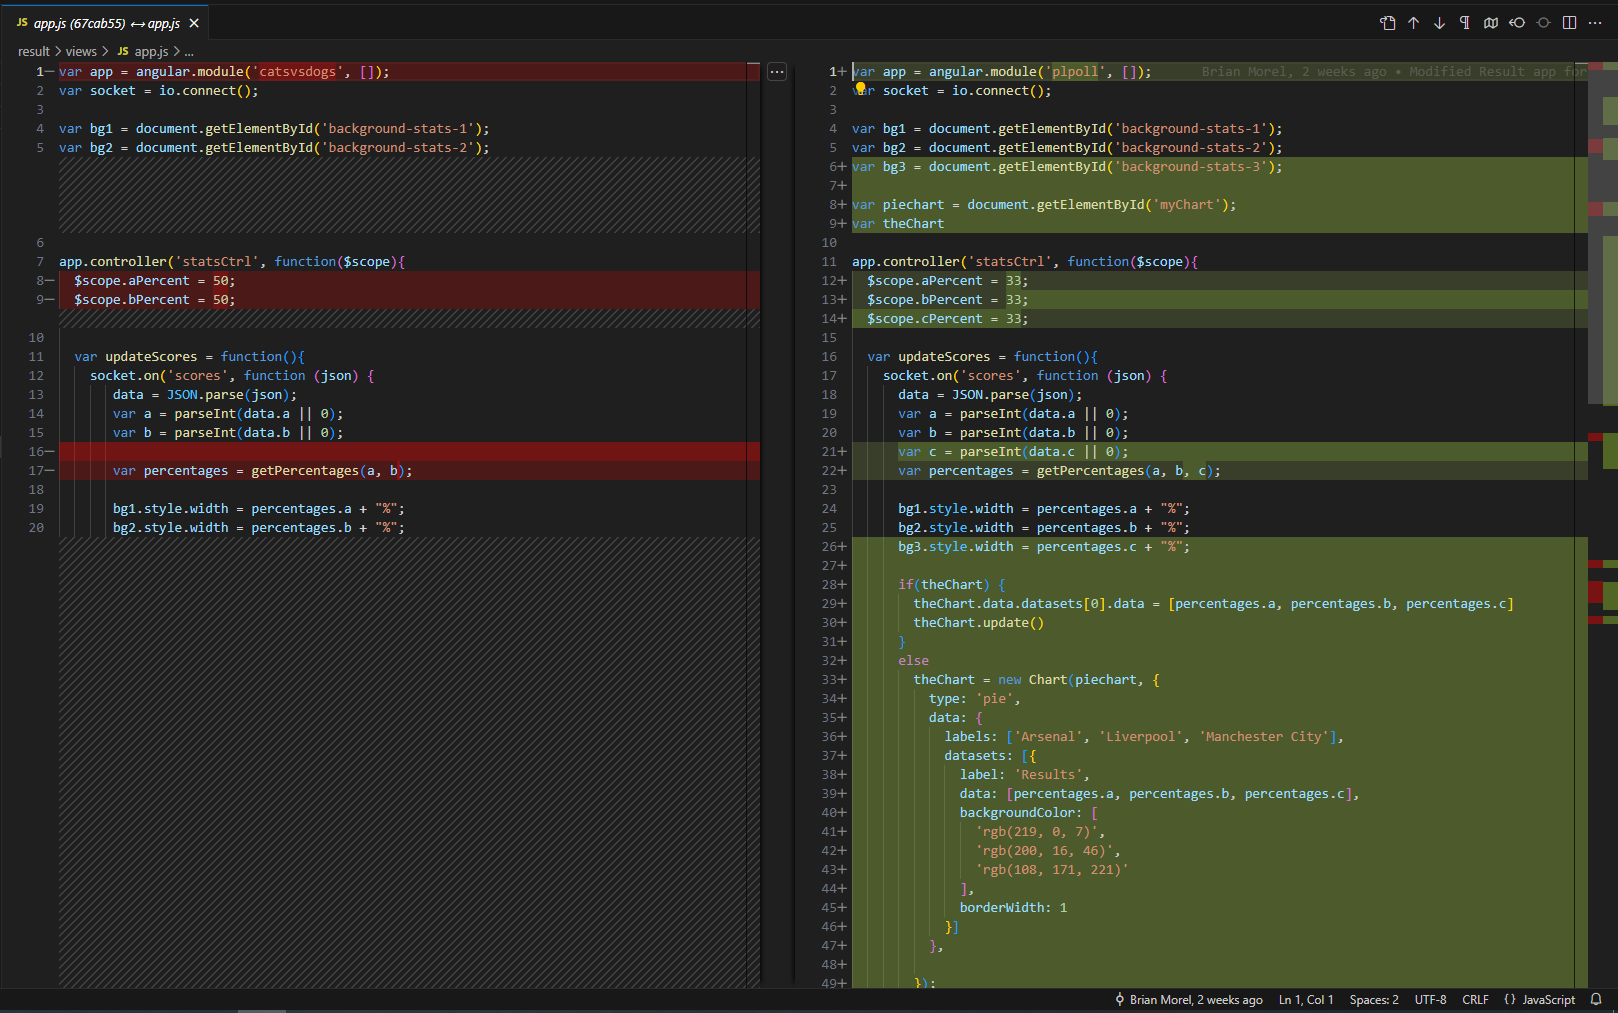 JS app.js (67cab55) ↔ app.js ×
result > views > JS app.js > ...
1− var app = angular.module('catsvsdogs', []);
2 var socket = io.connect();
3
4 var bg1 = document.getElementById('background-stats-1');
5 var bg2 = document.getElementById('background-stats-2');
6
7 app.controller('statsCtrl', function($scope){
8− $scope.aPercent = 50;
9− $scope.bPercent = 50;
10
11 var updateScores = function(){
12 socket.on('scores', function (json) {
13 data = JSON.parse(json);
14 var a = parseInt(data.a || 0);
15 var b = parseInt(data.b || 0);
16−
17− var percentages = getPercentages(a, b);
18
19 bg1.style.width = percentages.a + "%";
20 bg2.style.width = percentages.b + "%";
1+ var app = angular.module('plpoll', []); Brian Morel, 2 weeks ago • Modified Result app for
2 var socket = io.connect();
3
4 var bg1 = document.getElementById('background-stats-1');
5 var bg2 = document.getElementById('background-stats-2');
6+ var bg3 = document.getElementById('background-stats-3');
7+
8+ var piechart = document.getElementById('myChart');
9+ var theChart
10
11 app.controller('statsCtrl', function($scope){
12+ $scope.aPercent = 33;
13+ $scope.bPercent = 33;
14+ $scope.cPercent = 33;
15
16 var updateScores = function(){
17 socket.on('scores', function (json) {
18 data = JSON.parse(json);
19 var a = parseInt(data.a || 0);
20 var b = parseInt(data.b || 0);
21+ var c = parseInt(data.c || 0);
22+ var percentages = getPercentages(a, b, c);
23
24 bg1.style.width = percentages.a + "%";
25 bg2.style.width = percentages.b + "%";
26+ bg3.style.width = percentages.c + "%";
27+
28+ if(theChart) {
29+ theChart.data.datasets[0].data = [percentages.a, percentages.b, percentages.c]
30+ theChart.update()
31+ }
32+ else
33+ theChart = new Chart(piechart, {
34+ type: 'pie',
35+ data: {
36+ labels: ['Arsenal', 'Liverpool', 'Manchester City'],
37+ datasets: [{
38+ label: 'Results',
39+ data: [percentages.a, percentages.b, percentages.c],
40+ backgroundColor: [
41+ 'rgb(219, 0, 7)',
42+ 'rgb(200, 16, 46)',
43+ 'rgb(108, 171, 221)'
44+ ],
45+ borderWidth: 1
46+ }]
47+ },
48+
49+ });
Brian Morel, 2 weeks ago Ln 1, Col 1 Spaces: 2 UTF-8 CRLF {} JavaScript